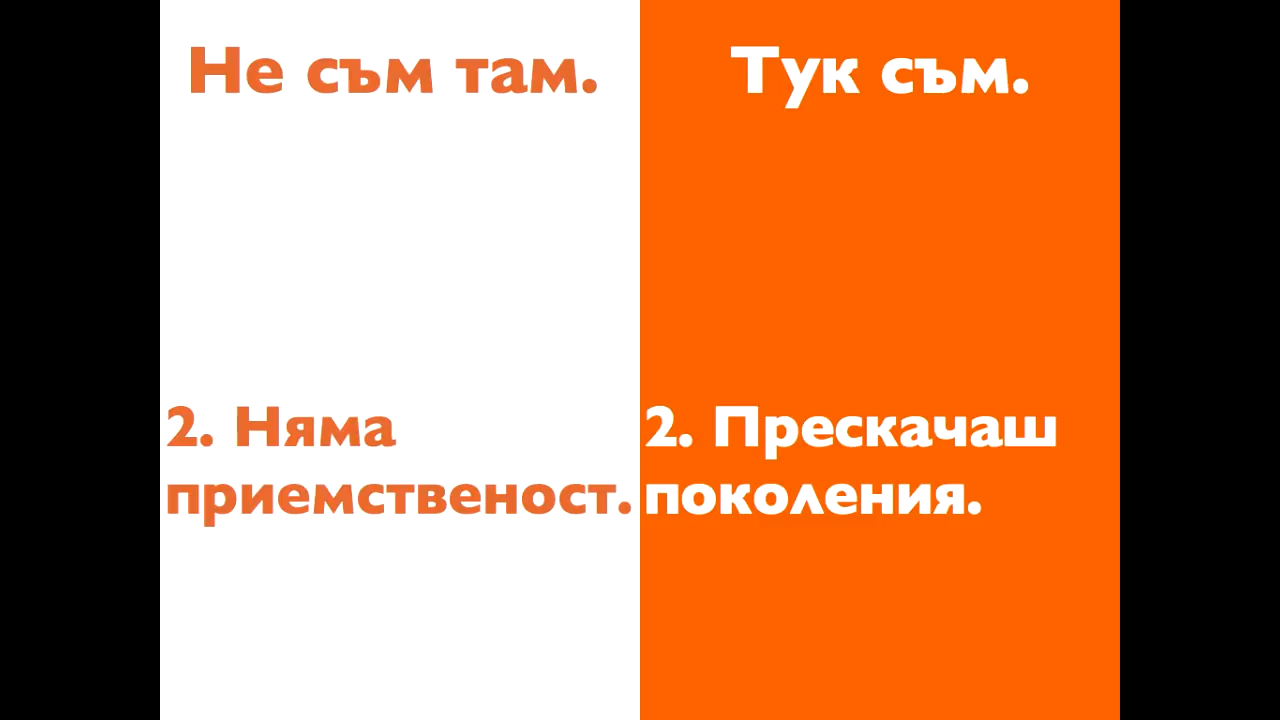 Не съм там.
Тук съм.
2. Няма
приемственост.
2. Прескачаш
поколения.